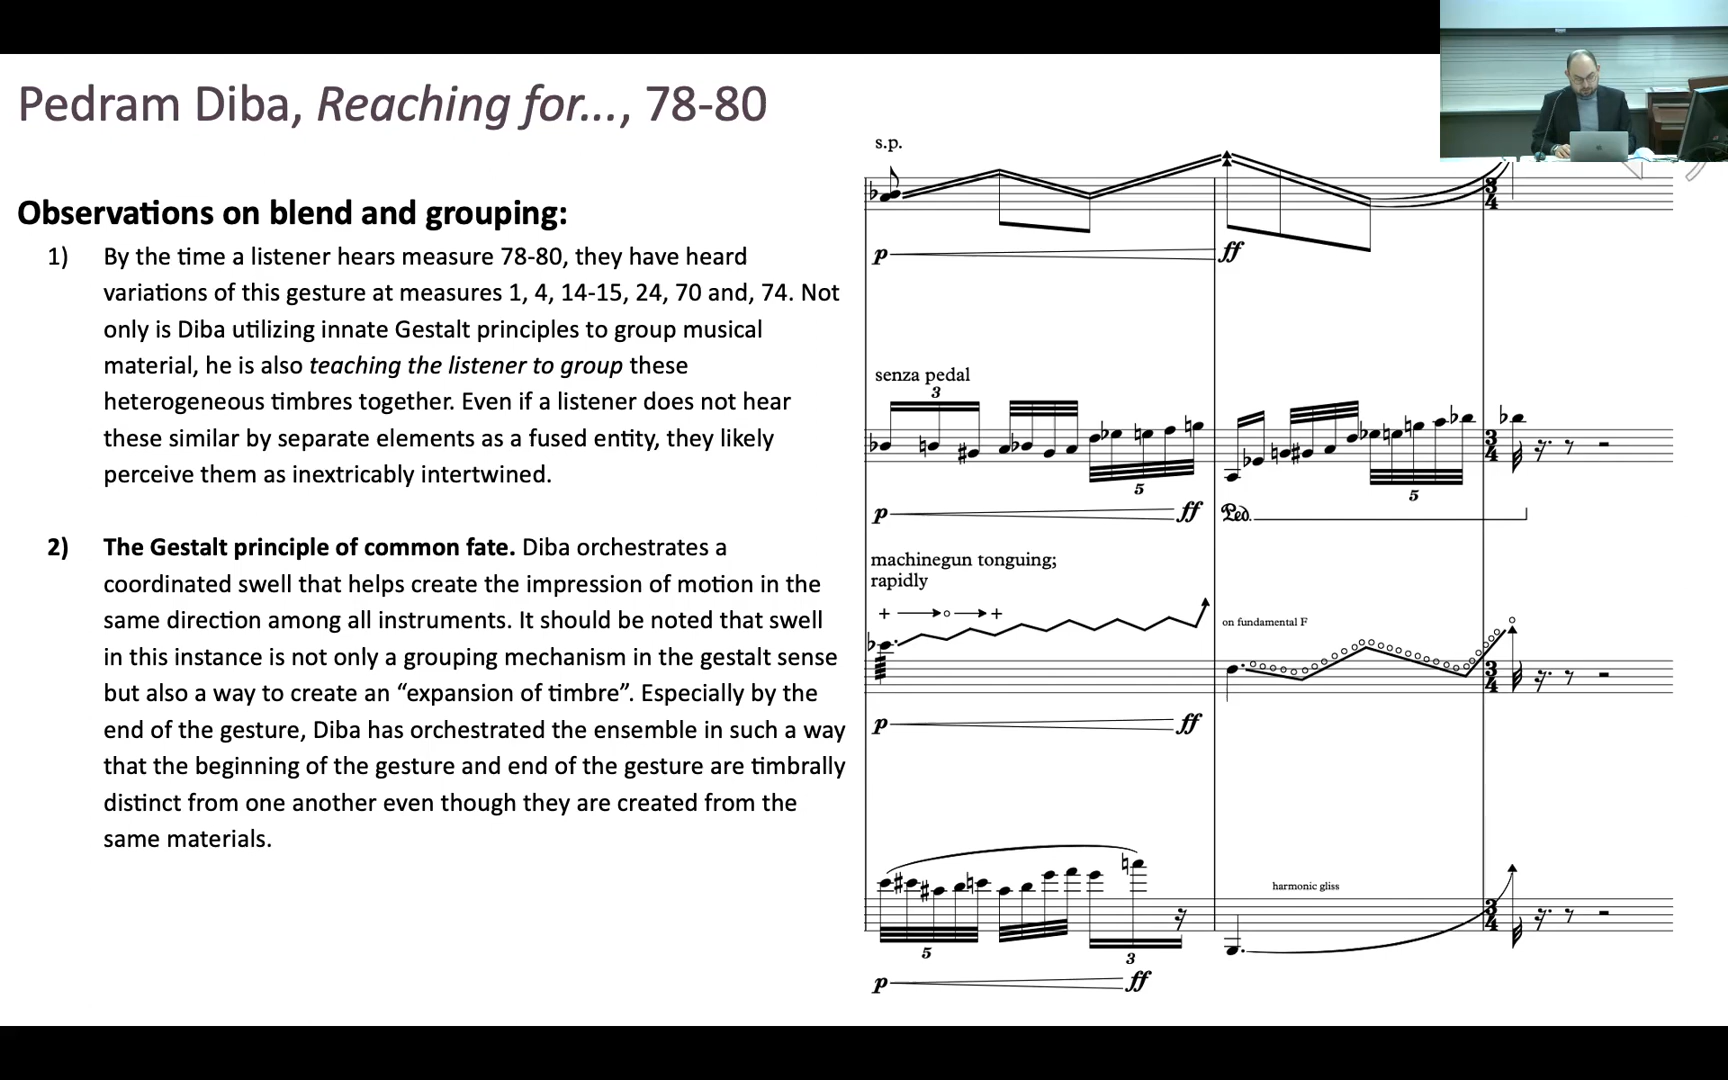 Pedram Diba, Reaching for..., 78-80
Observations on blend and grouping:
1) By the time a listener hears measure 78-80, they have heard
variations of this gesture at measures 1, 4, 14-15, 24, 70 and, 74. Not
only is Diba utilizing innate Gestalt principles to group musical
material, he is also teaching the listener to group these
heterogeneous timbres together. Even if a listener does not hear
these similar by separate elements as a fused entity, they likely
perceive them as inextricably intertwined.
2) The Gestalt principle of common fate. Diba orchestrates a
coordinated swell that helps create the impression of motion in the
same direction among all instruments. It should be noted that swell
in this instance is not only a grouping mechanism in the gestalt sense
but also a way to create an “expansion of timbre”. Especially by the
end of the gesture, Diba has orchestrated the ensemble in such a way
that the beginning of the gesture and end of the gesture are timbrally
distinct from one another even though they are created from the
same materials.
s.p.
3 4
p ff
senza pedal
3
3 4
5 5
p ff Ped.
machinegun tonguing;
rapidly
on fundamental F
3 4
p ff
harmonic gliss
3 4
5 3
p ff